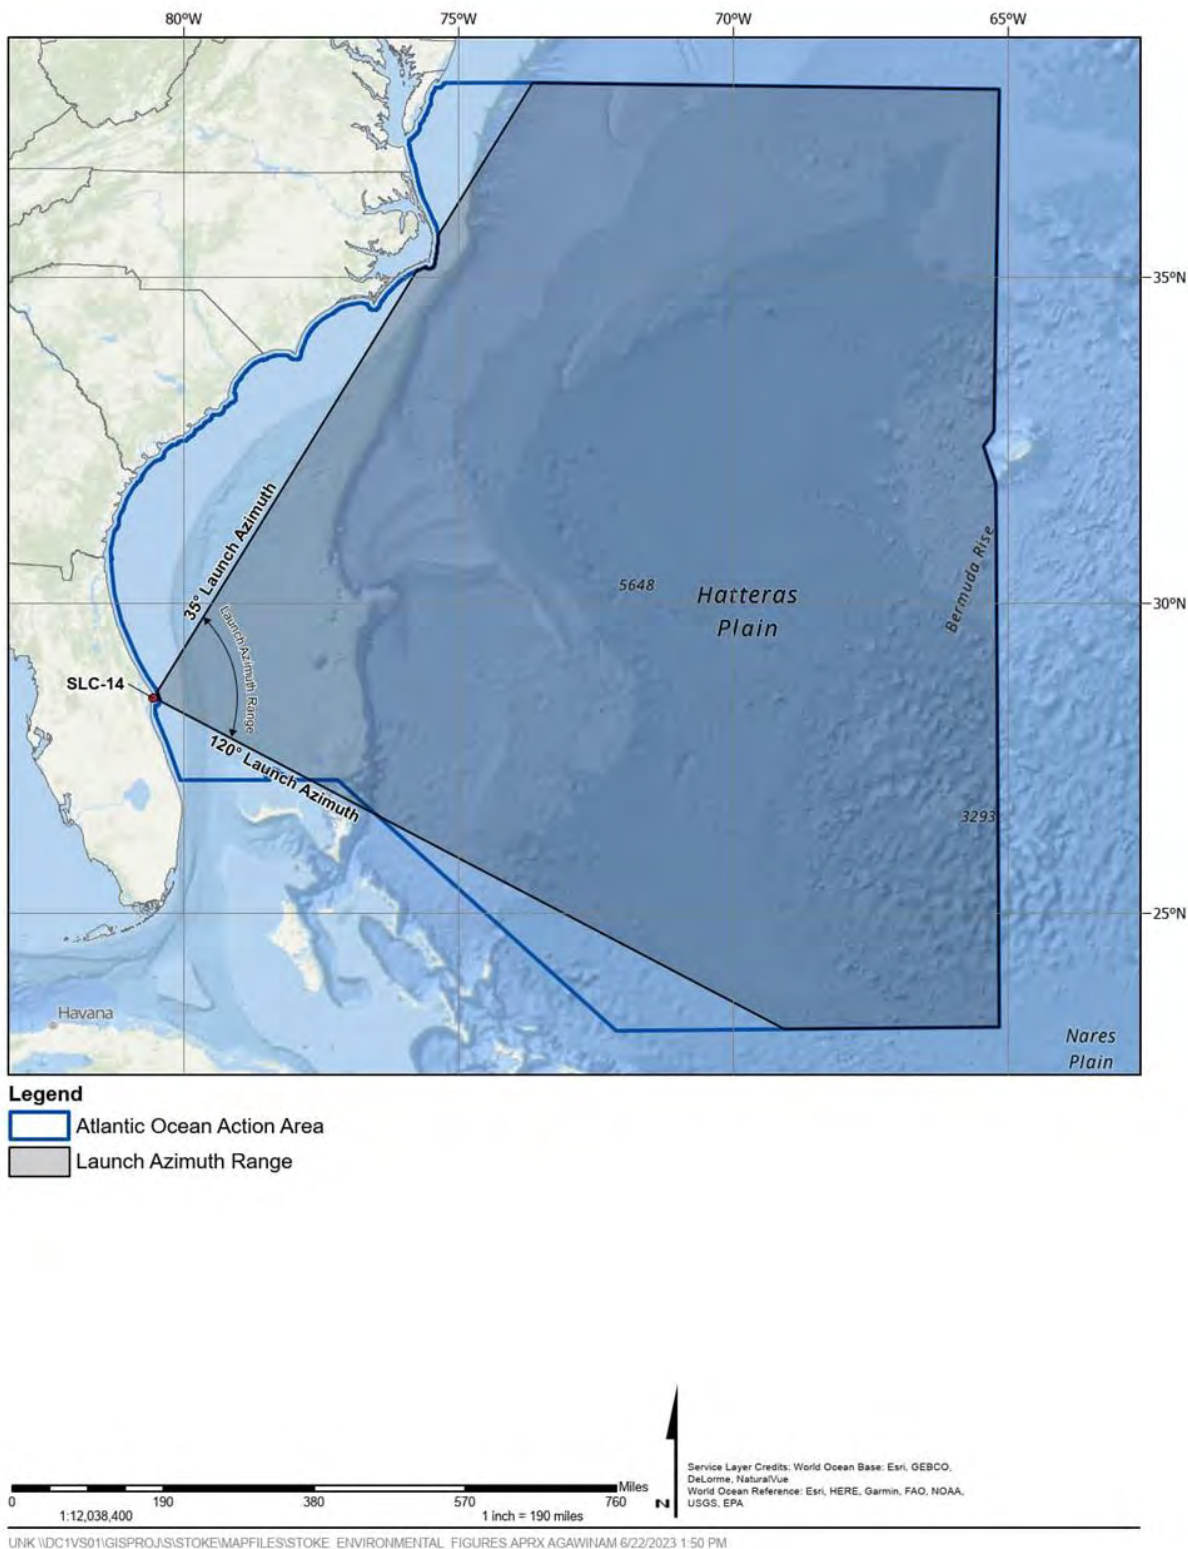 80°W 75°W 70°W 65°W
35°N
35° Launch Azimuth
Launch Azimuth Range
5648
Hatteras
Plain
Bermuda Rise
30°N
SLC-14
120° Launch Azimuth
3293
25°N
Havana
Nares
Plain
Legend
Atlantic Ocean Action Area
Launch Azimuth Range
Miles
0 190 380 570 760
1:12,038,400 1 inch = 190 miles
N
Service Layer Credits: World Ocean Base: Esri, GEBCO,
DeLorme, NaturalVue
World Ocean Reference: Esri, HERE, Garmin, FAO, NOAA,
USGS, EPA
UNK \\DC1VS01\GISPROJ\S\STOKE\MAPFILES\STOKE_ENVIRONMENTAL_FIGURES.APRX AGAWINAM 6/22/2023 1:50 PM